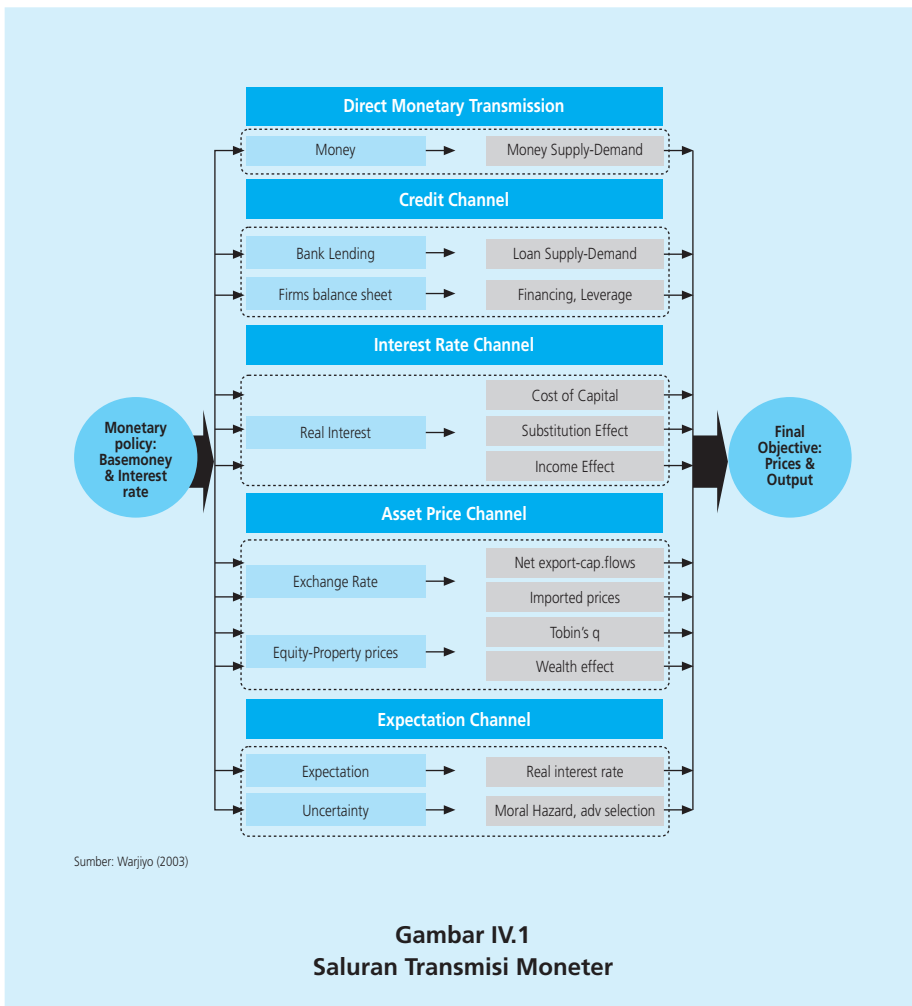 Direct Monetary Transmission
Money
Money Supply-Demand
Credit Channel
Bank Lending
Loan Supply-Demand
Firms balance sheet
Financing, Leverage
Interest Rate Channel
Monetary
policy:
Basemoney
& Interest
rate
Real Interest
Cost of Capital
Substitution Effect
Income Effect
Final
Objective:
Prices &
Output
Asset Price Channel
Exchange Rate
Net export-cap.flows
Imported prices
Equity-Property prices
Tobin's q
Wealth effect
Expectation Channel
Expectation
Real interest rate
Uncertainty
Moral Hazard, adv selection
Sumber: Warjiyo (2003)
Gambar IV.1
Saluran Transmisi Moneter